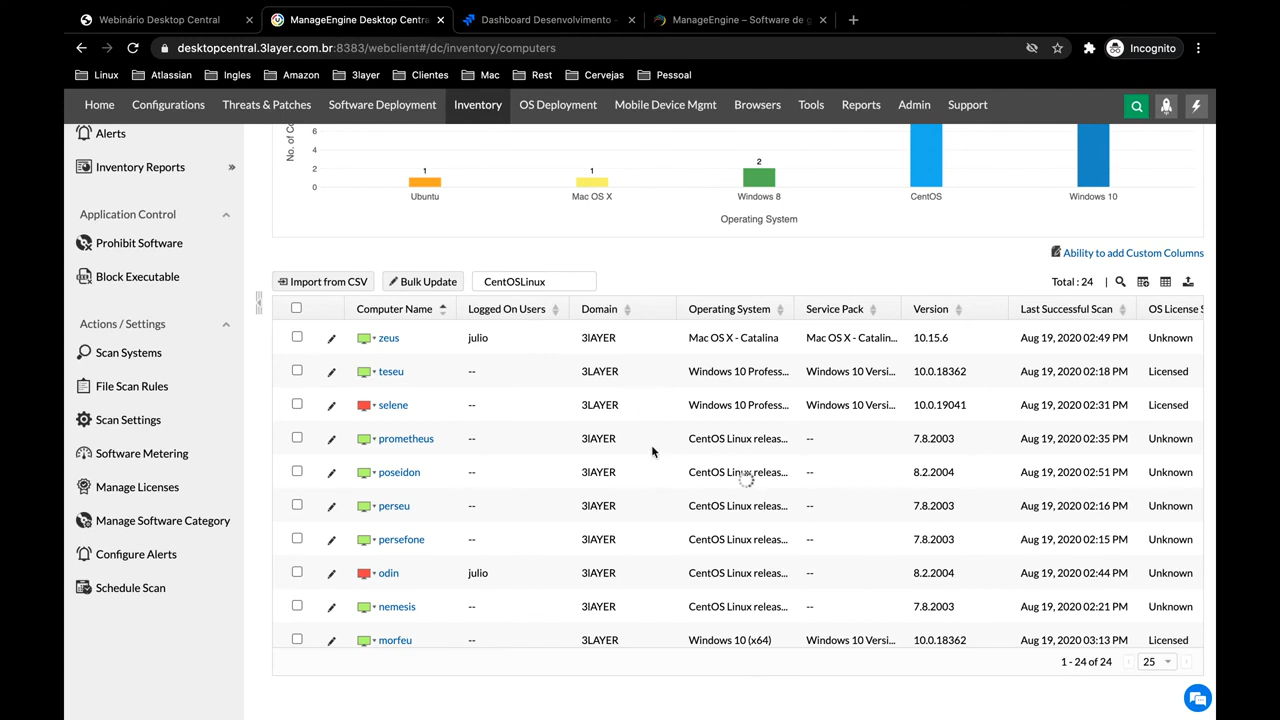 Webinário Desktop Central
ManageEngine Desktop Centra
Dashboard Desenvolvimento -
ManageEngine – Software de g
desktopcentral.3layer.com.br:8383/webclient#/dc/inventory/computers
Incognito
Linux Atlassian Ingles Amazon 3layer Clientes Mac Rest Cervejas Pessoal
Home Configurations Threats & Patches Software Deployment Inventory OS Deployment Mobile Device Mgmt Browsers Tools Reports Admin Support
Alerts
Inventory Reports
Application Control
Prohibit Software
Block Executable
Actions / Settings
Scan Systems
File Scan Rules
Scan Settings
Software Metering
Manage Licenses
Manage Software Category
Configure Alerts
Schedule Scan
No. of Co
6
4
2
0
1
1
2
Ubuntu Mac OS X Windows 8 CentOS Windows 10
Operating System
Ability to add Custom Columns
Import from CSV Bulk Update CentOSLinux Total : 24
Computer Name Logged On Users Domain Operating System Service Pack Version Last Successful Scan OS License S
zeus julio 3lAYER Mac OS X - Catalina Mac OS X - Catalin... 10.15.6 Aug 19, 2020 02:49 PM Unknown
teseu -- 3LAYER Windows 10 Profess... Windows 10 Versi... 10.0.18362 Aug 19, 2020 02:18 PM Licensed
selene -- 3LAYER Windows 10 Profess... Windows 10 Versi... 10.0.19041 Aug 19, 2020 02:31 PM Licensed
prometheus -- 3lAYER CentOS Linux releas... -- 7.8.2003 Aug 19, 2020 02:35 PM Unknown
poseidon -- 3lAYER CentOS Linux releas... -- 8.2.2004 Aug 19, 2020 02:51 PM Unknown
perseu -- 3lAYER CentOS Linux releas... -- 7.8.2003 Aug 19, 2020 02:16 PM Unknown
persefone -- 3lAYER CentOS Linux releas... -- 7.8.2003 Aug 19, 2020 02:15 PM Unknown
odin julio 3lAYER CentOS Linux releas... -- 8.2.2004 Aug 19, 2020 02:44 PM Unknown
nemesis -- 3lAYER CentOS Linux releas... -- 7.8.2003 Aug 19, 2020 02:21 PM Unknown
morfeu -- 3LAYER Windows 10 (x64) Windows 10 Versi... 10.0.18362 Aug 19, 2020 03:13 PM Licensed
1 - 24 of 24 25